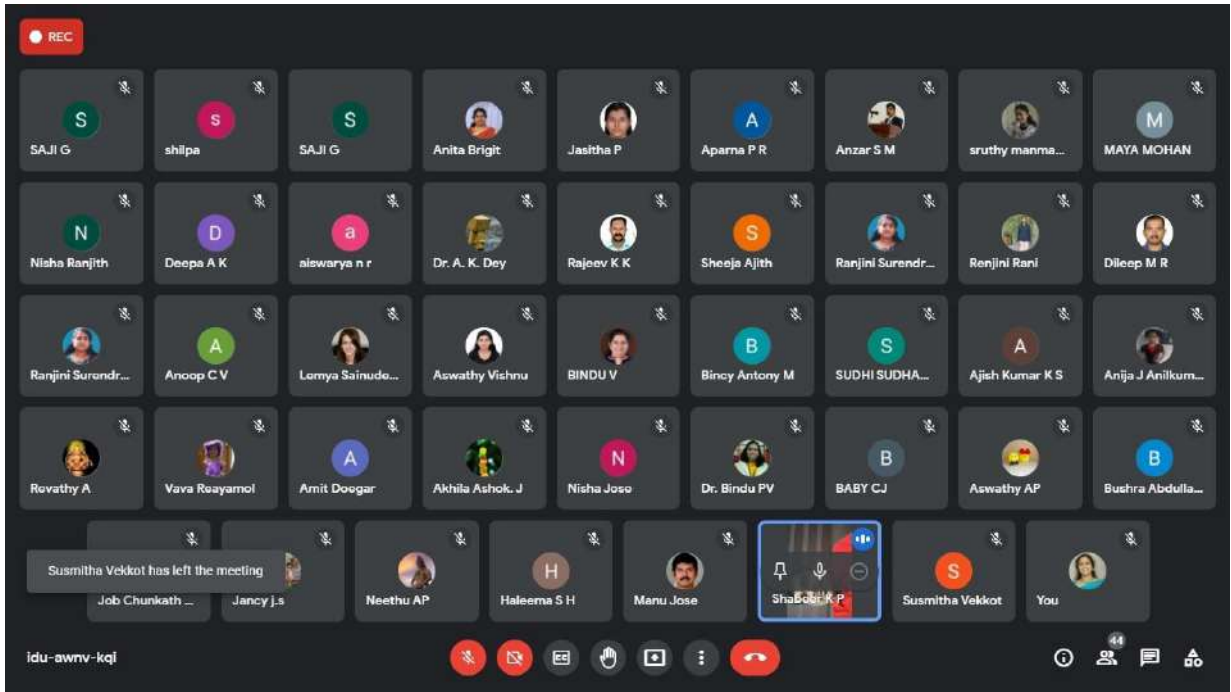 REC
S
SAJI G
s
shilpa
S
SAJI G
Anita Brigit
Jasitha P
A
Aparna P R
Anzar S M
sruthy manma...
M
MAYA MOHAN
N
Nisha Ranjith
D
Deepa A K
a
aiswarya n r
Dr. A. K. Dey
Rajeev K K
S
Sheeja Ajith
Ranjini Surendr...
Renjini Rani
Dileep M R
Ranjini Surendr...
A
Anoop C V
Lemya Sainude...
Aswathy Vishnu
BINDU V
B
Bincy Antony M
S
SUDHI SUDHA...
A
Ajish Kumar K S
Anija J Anilkum...
Revathy A
Vava Reayamol
A
Amit Doegar
Akhila Ashok. J
N
Nisha Jose
Dr. Bindu PV
B
BABY CJ
Aswathy AP
B
Bushra Abdulla...
Susmitha Vekkot has left the meeting
Job Chunkath ...
Jancy j.s
Neethu AP
H
Haleema S H
Manu Jose
Shabeer K P
S
Susmitha Vekkot
You
idu-awnv-kqi
CC
44